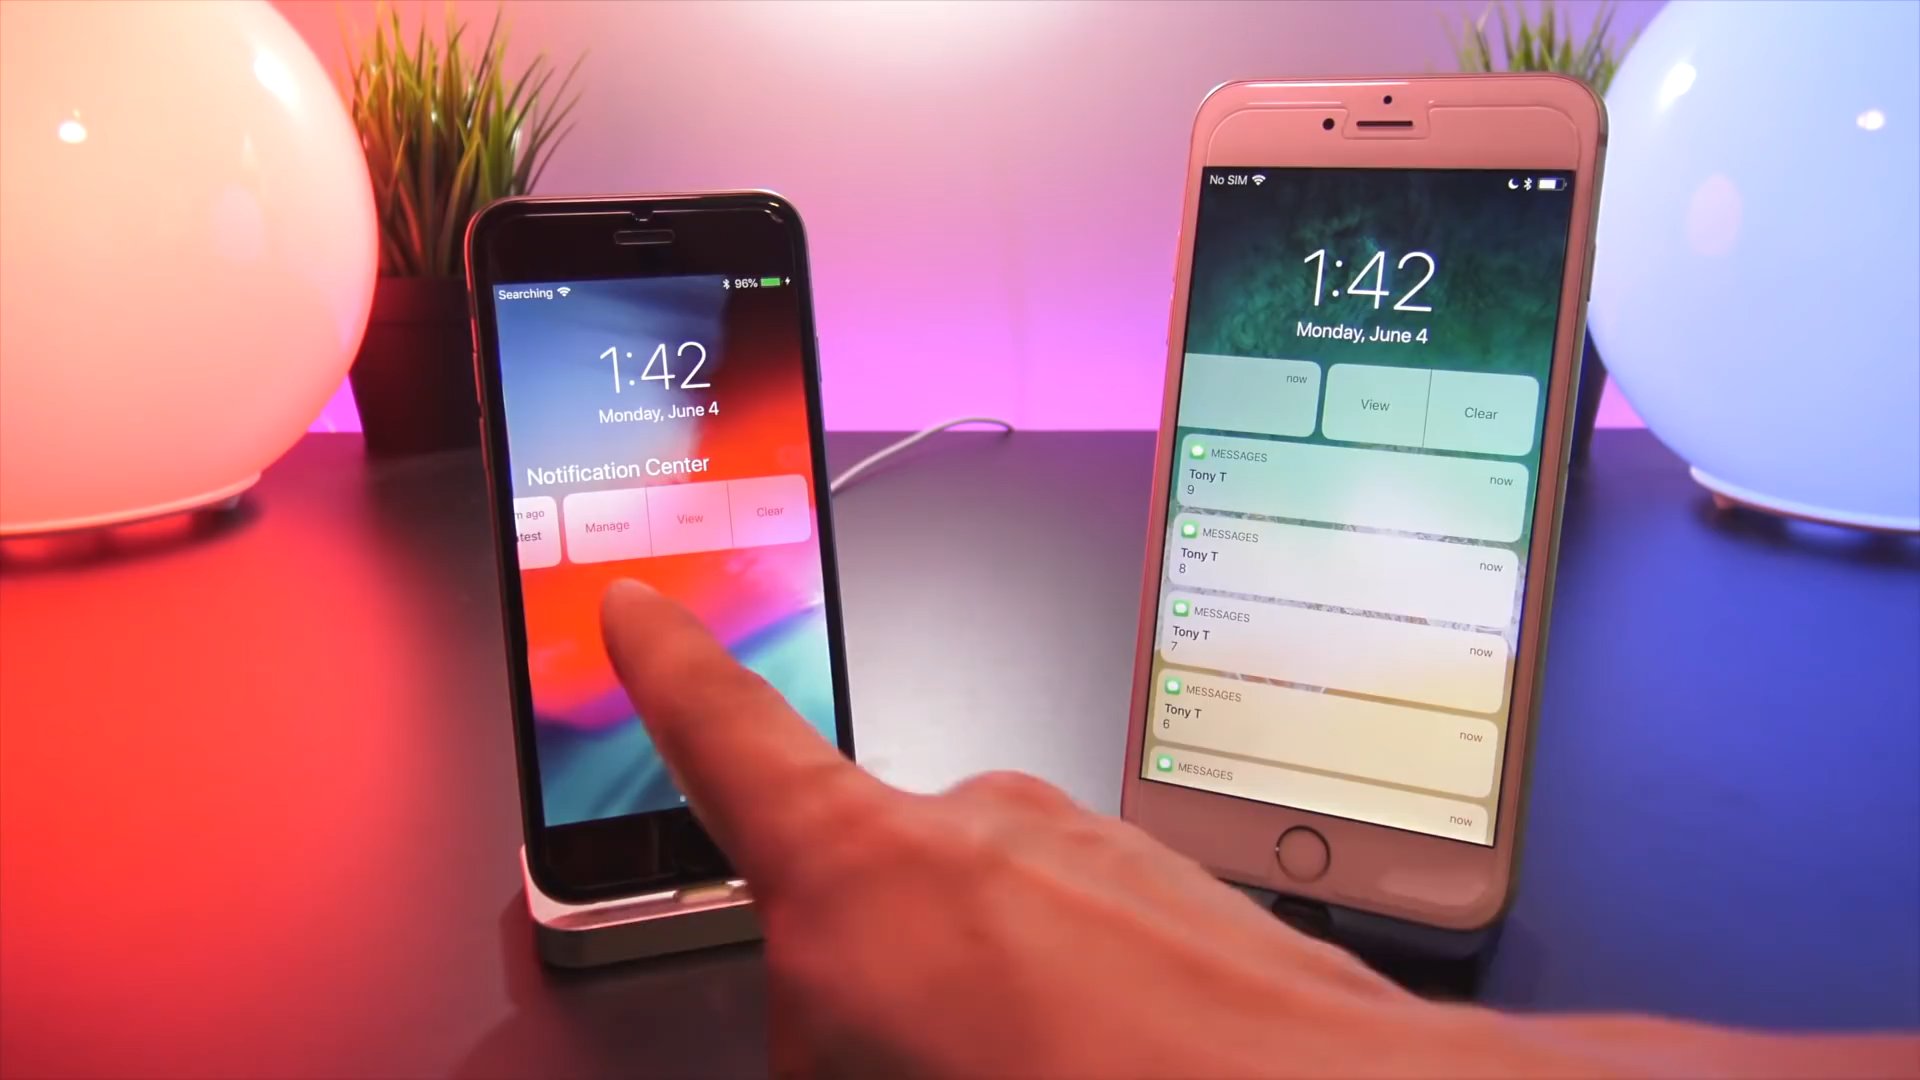 Searching
96%
1:42
Monday, June 4
Notification Center
m ago
test
Manage
View
Clear
No SIM
1:42
Monday, June 4
now
View
Clear
MESSAGES
now
Tony T
9
MESSAGES
now
Tony T
8
MESSAGES
now
Tony T
7
MESSAGES
now
Tony T
6
MESSAGES
now